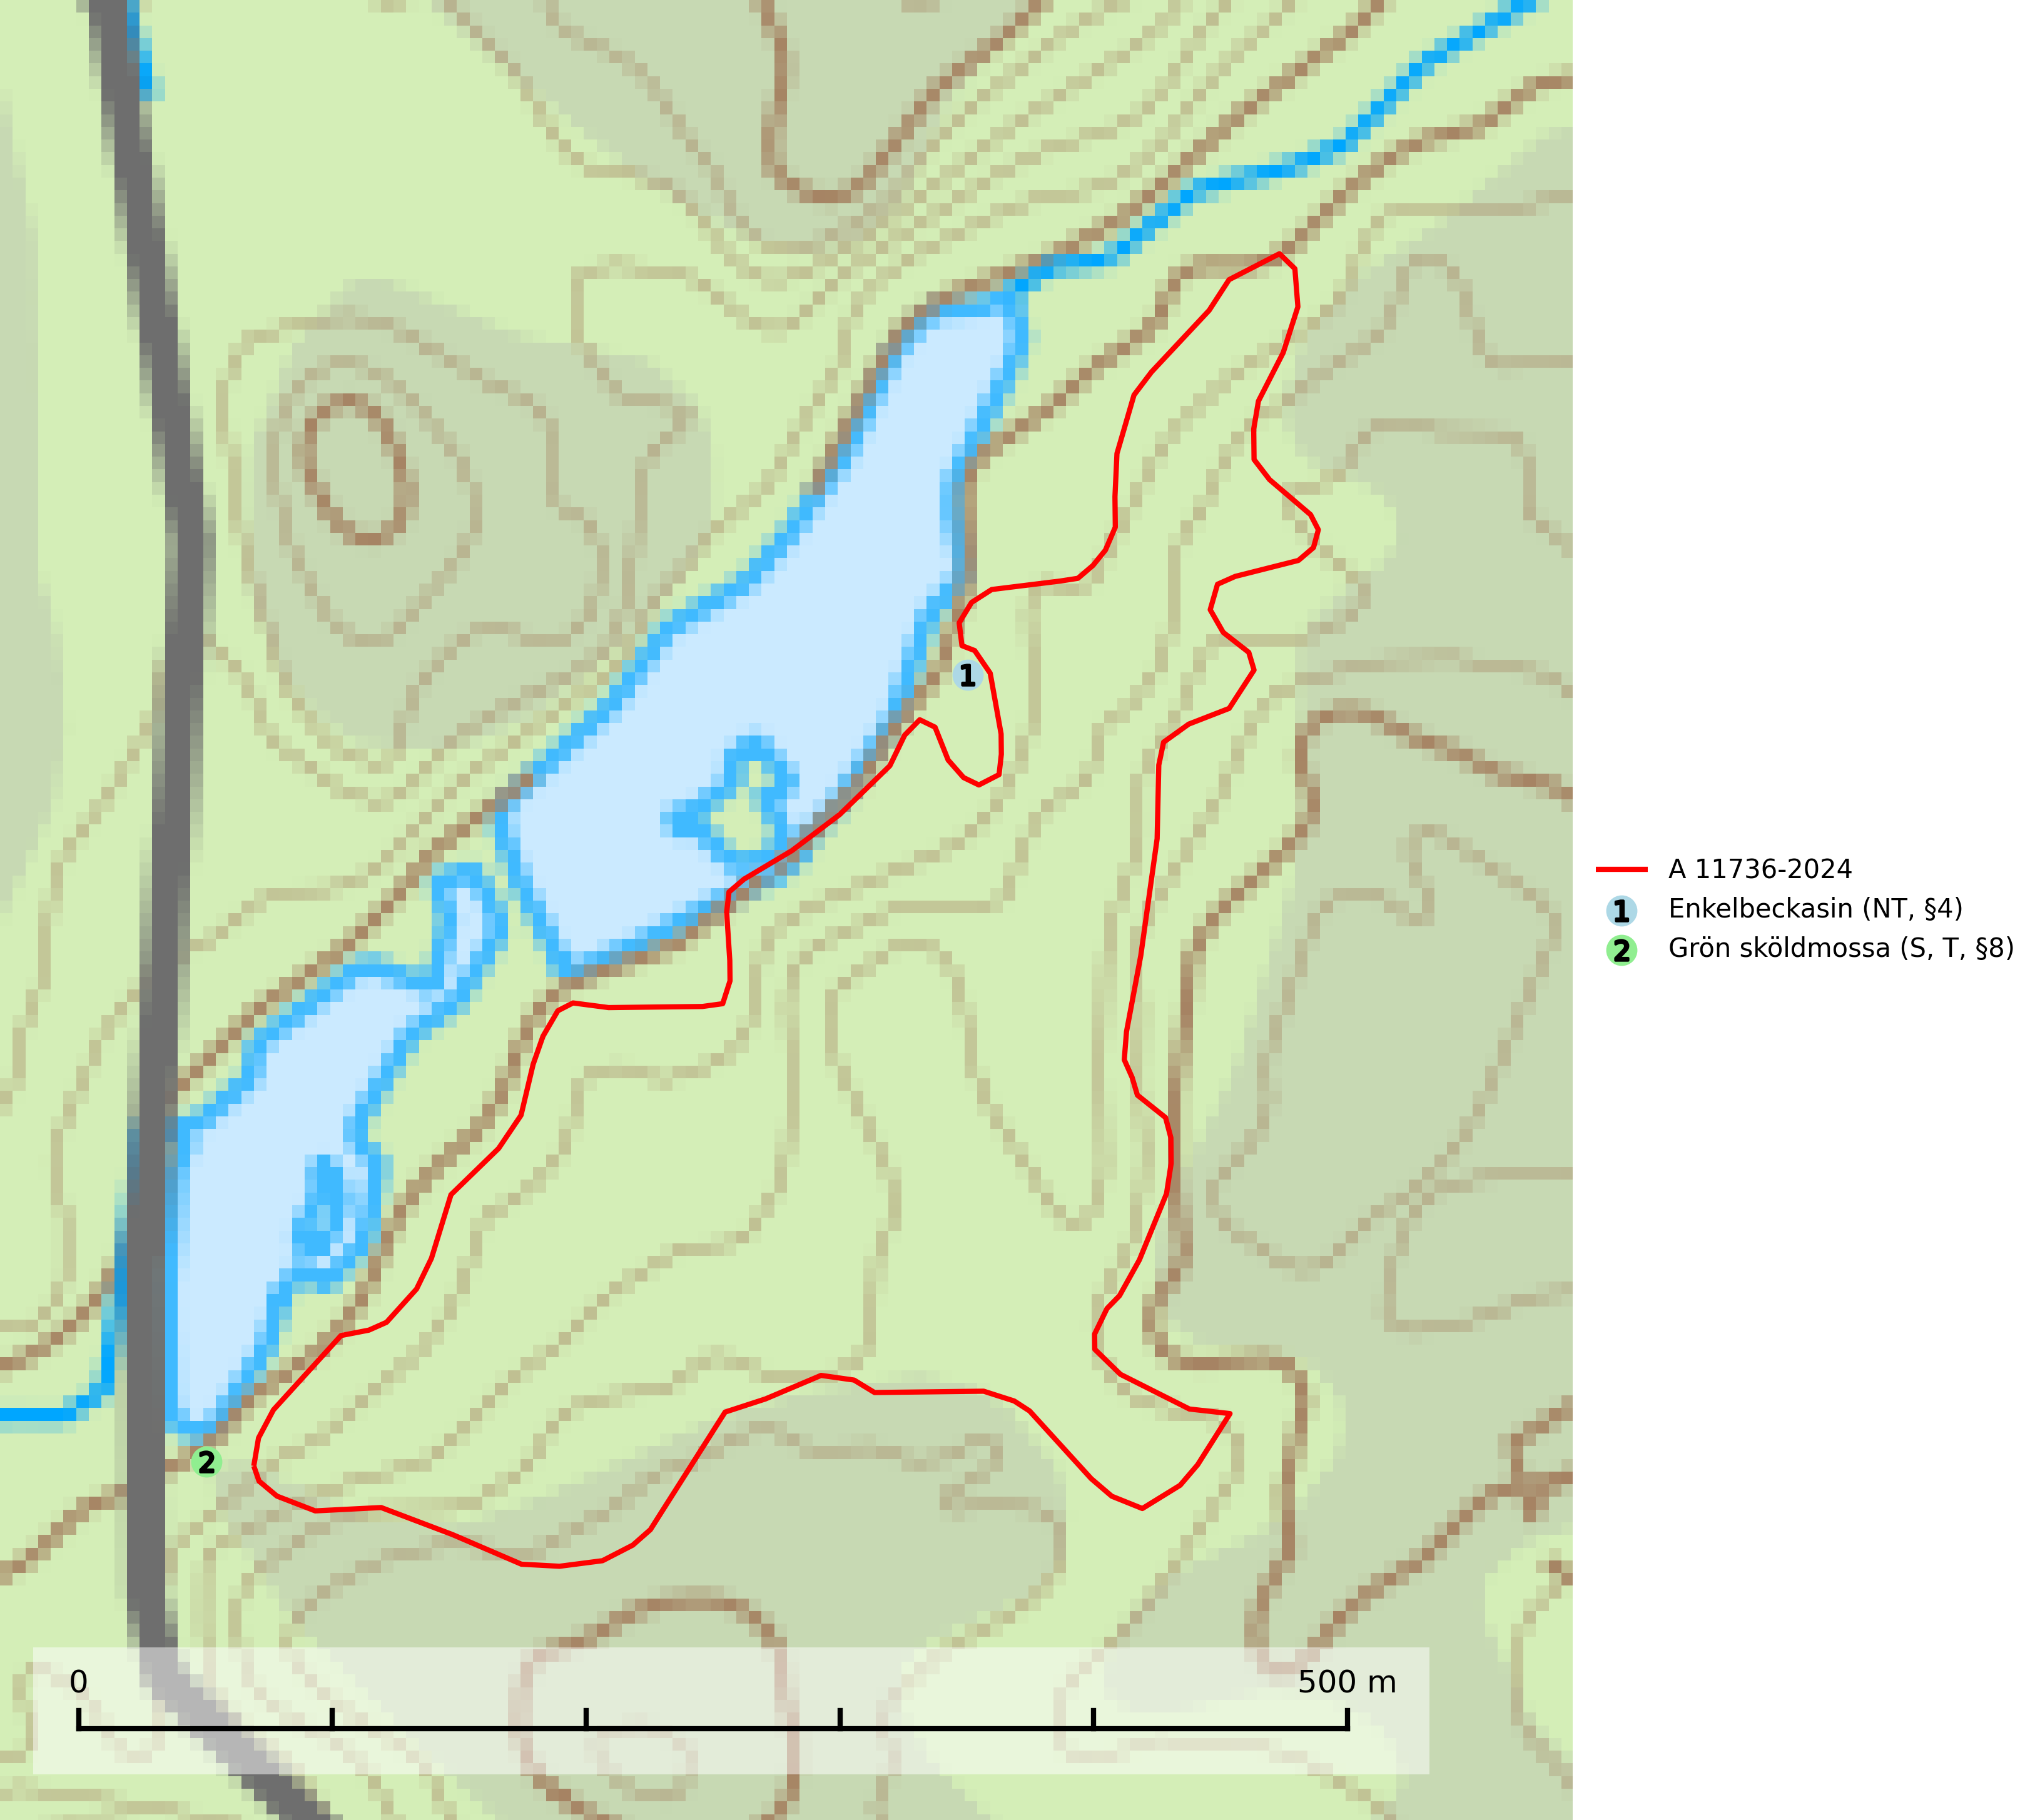 1
2
0
500 m
A 11736-2024
1 Enkelbeckasin (NT, §4)
2 Grön sköldmossa (S, T, §8)